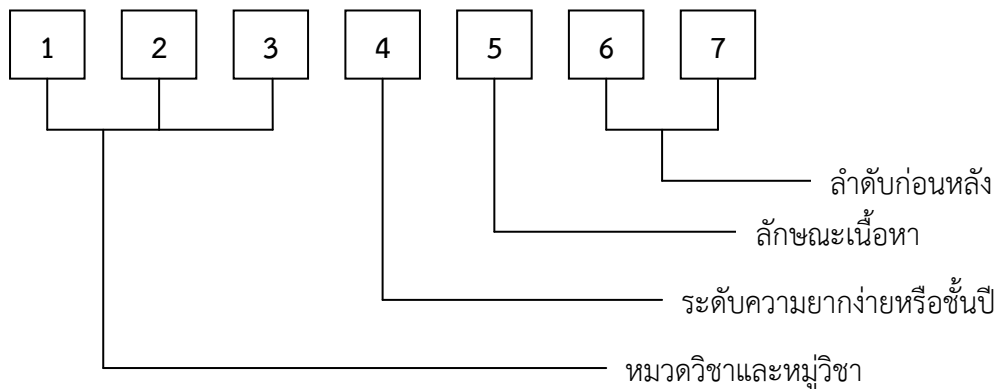 1 2 3 4 5 6 7
ลำดับก่อนหลัง
ลักษณะเนื้อหา
ระดับความยากง่ายหรือชั้นปี
หมวดวิชาและหมู่วิชา